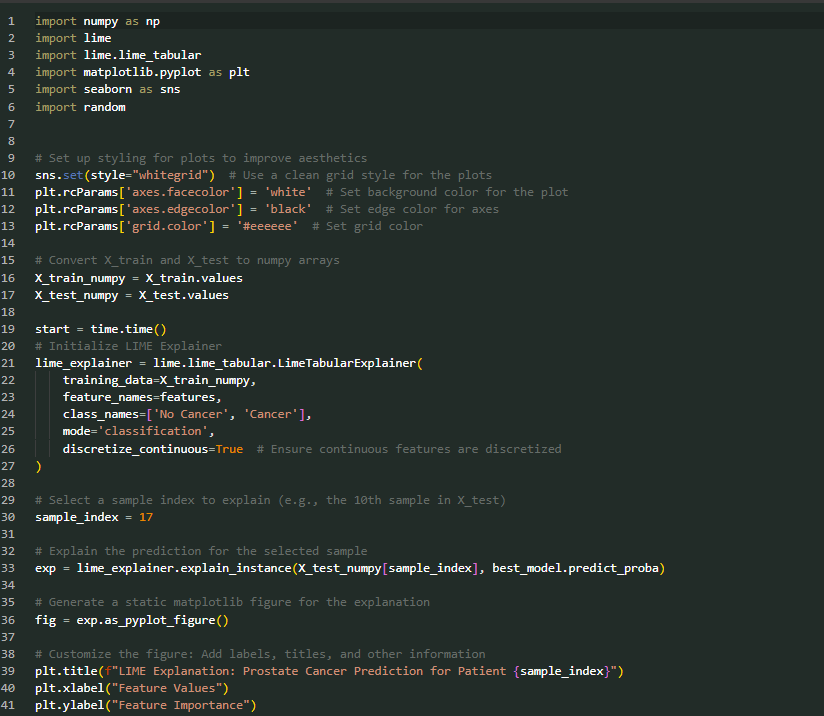 1 import numpy as np
2 import lime
3 import lime.lime_tabular
4 import matplotlib.pyplot as plt
5 import seaborn as sns
6 import random
7
8
9 # Set up styling for plots to improve aesthetics
10 sns.set(style="whitegrid")  # Use a clean grid style for the plots
11 plt.rcParams['axes.facecolor'] = 'white'  # Set background color for the plot
12 plt.rcParams['axes.edgecolor'] = 'black'  # Set edge color for axes
13 plt.rcParams['grid.color'] = '#eeeeee'  # Set grid color
14
15 # Convert X_train and X_test to numpy arrays
16 X_train_numpy = X_train.values
17 X_test_numpy = X_test.values
18
19 start = time.time()
20 # Initialize LIME Explainer
21 lime_explainer = lime.lime_tabular.LimeTabularExplainer(
22     training_data=X_train_numpy,
23     feature_names=features,
24     class_names=['No Cancer', 'Cancer'],
25     mode='classification',
26     discretize_continuous=True  # Ensure continuous features are discretized
27 )
28
29 # Select a sample index to explain (e.g., the 10th sample in X_test)
30 sample_index = 17
31
32 # Explain the prediction for the selected sample
33 exp = lime_explainer.explain_instance(X_test_numpy[sample_index], best_model.predict_proba)
34
35 # Generate a static matplotlib figure for the explanation
36 fig = exp.as_pyplot_figure()
37
38 # Customize the figure: Add labels, titles, and other information
39 plt.title(f"LIME Explanation: Prostate Cancer Prediction for Patient {sample_index}")
40 plt.xlabel("Feature Values")
41 plt.ylabel("Feature Importance")